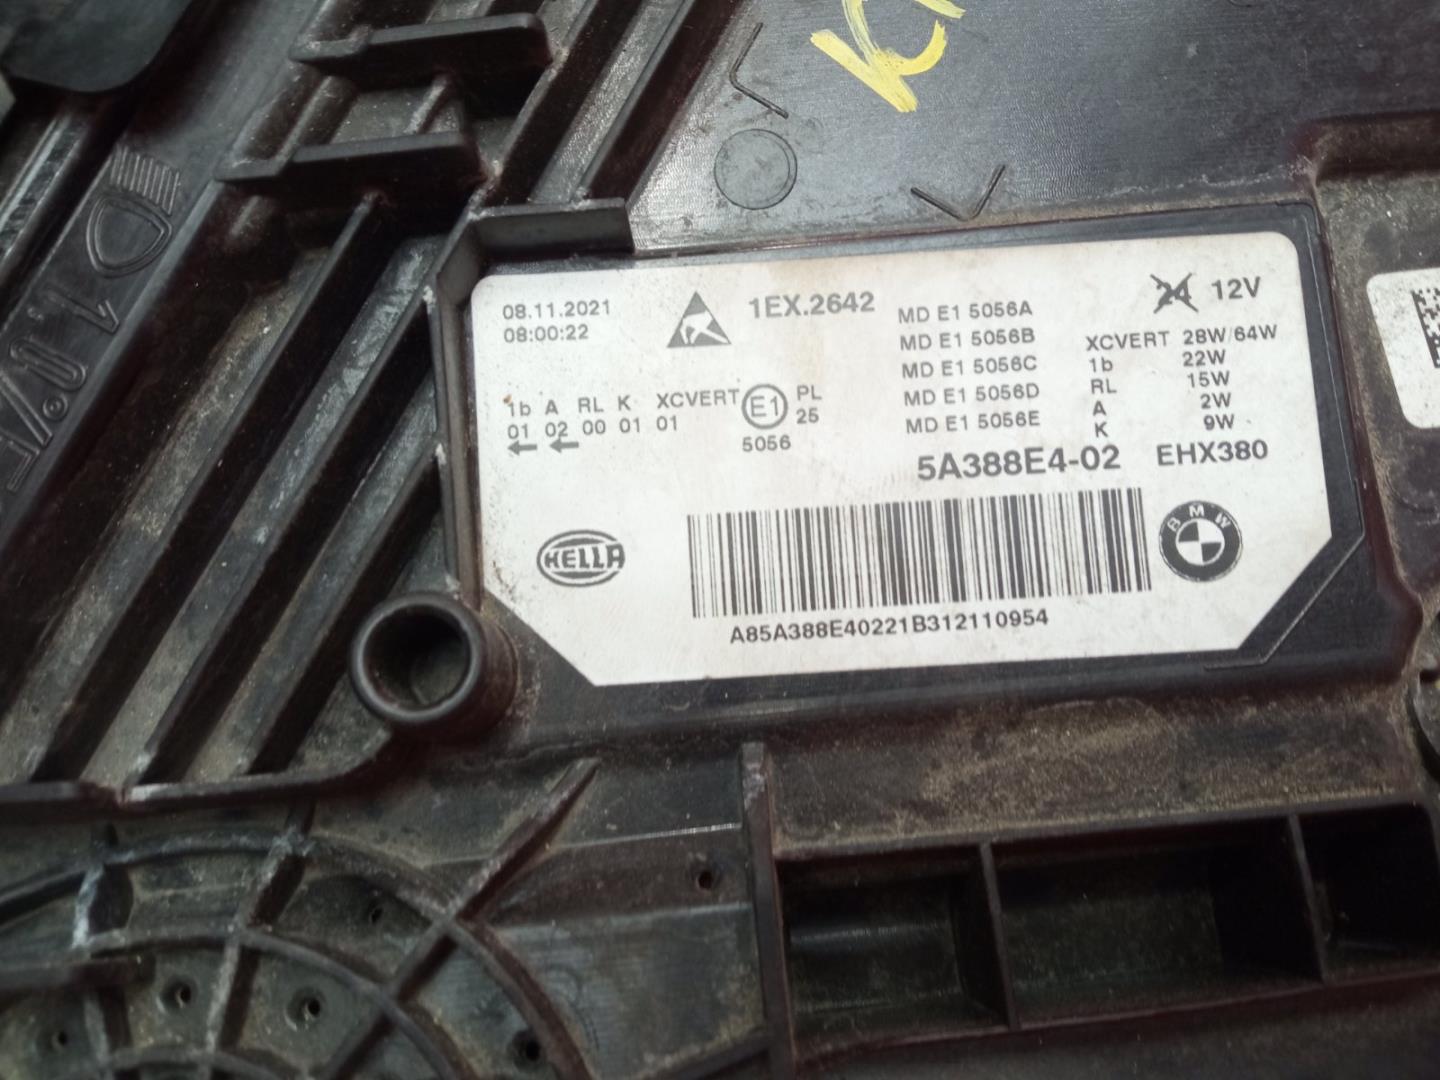 08.11.2021
08:00:22
1EX.2642
MD E1 5056A
MD E1 5056B
MD E1 5056C
MD E1 5056D
MD E1 5056E
24 12V
XCVERT 28W/64W
1b 22W
RL 15W
A 2W
K 9W
1b A RL K XCVERT E1 PL
01 02 00 01 01 25
5056
5A388E4-02 EHX380
HELLA
BMW
A85A388E40221B312110954
1.0%